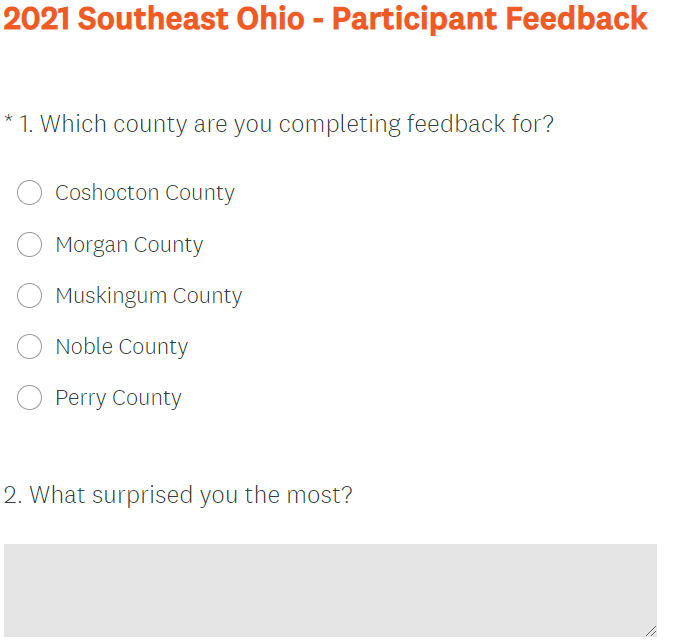 2021 Southeast Ohio - Participant Feedback
* 1. Which county are you completing feedback for?
Coshocton County
Morgan County
Muskingum County
Noble County
Perry County
2. What surprised you the most?